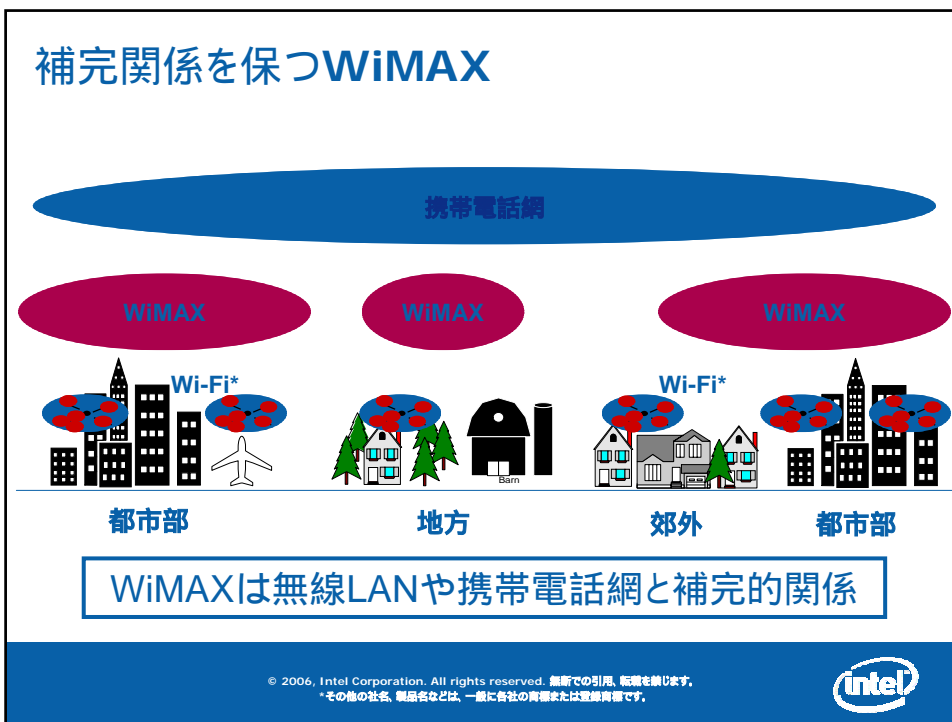 補完関係を保つWiMAX
携帯電話網
WiMAX
WiMAX
WiMAX
Wi-Fi*
Wi-Fi*
Barn
都市部
地方
郊外
都市部
WiMAXは無線LANや携帯電話網と補完的関係
© 2006, Intel Corporation. All rights reserved. 無断での引用、転載を禁じます。
*その他の社名、製品名などは、一般に各社の商標または登録商標です。
intel